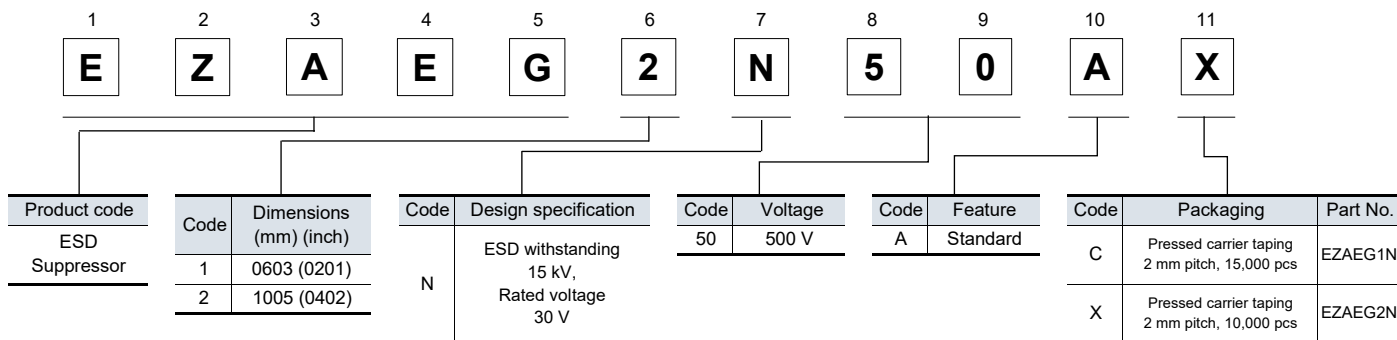 1 2 3 4 5 6 7 8 9 10 11
E Z A E G 2 N 5 0 A X
Product code
ESD
Suppressor
Code Dimensions
(mm) (inch)
1 0603 (0201)
2 1005 (0402)
Code Design specification
N ESD withstanding
15 kV,
Rated voltage
30 V
Code Voltage
50 500 V
Code Feature
A Standard
Code Packaging Part No.
C Pressed carrier taping
2 mm pitch, 15,000 pcs EZAEG1N
X Pressed carrier taping
2 mm pitch, 10,000 pcs EZAEG2N